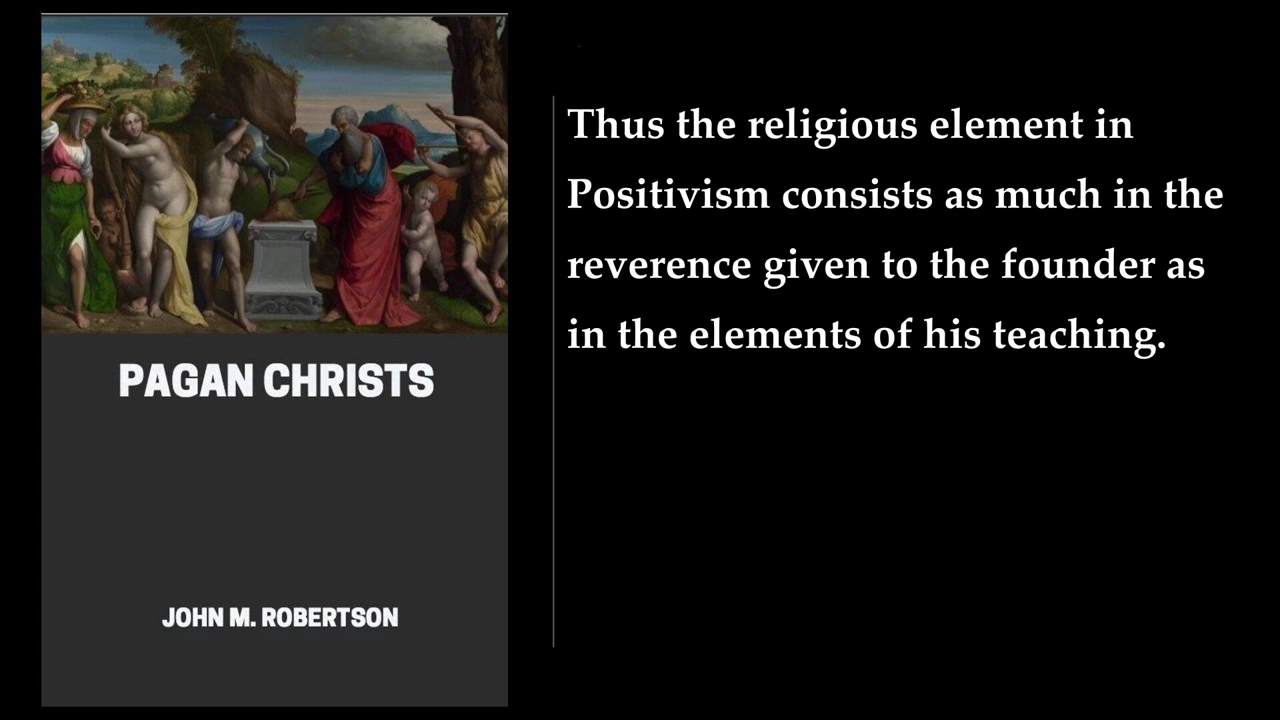 PAGAN CHRISTS
JOHN M. ROBERTSON
Thus the religious element in
Positivism consists as much in the
reverence given to the founder as
in the elements of his teaching.